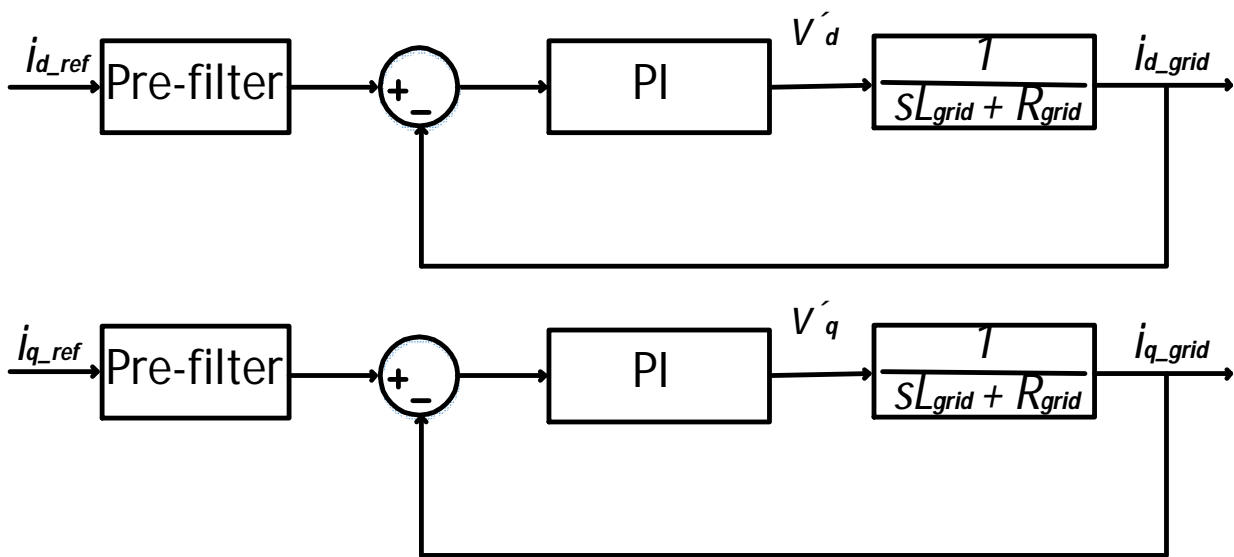 i_d_ref
Pre-filter
+
−
PI
v´d
1
sLgrid + Rgrid
i_d_grid
i_q_ref
Pre-filter
+
−
PI
v´q
1
sLgrid + Rgrid
i_q_grid